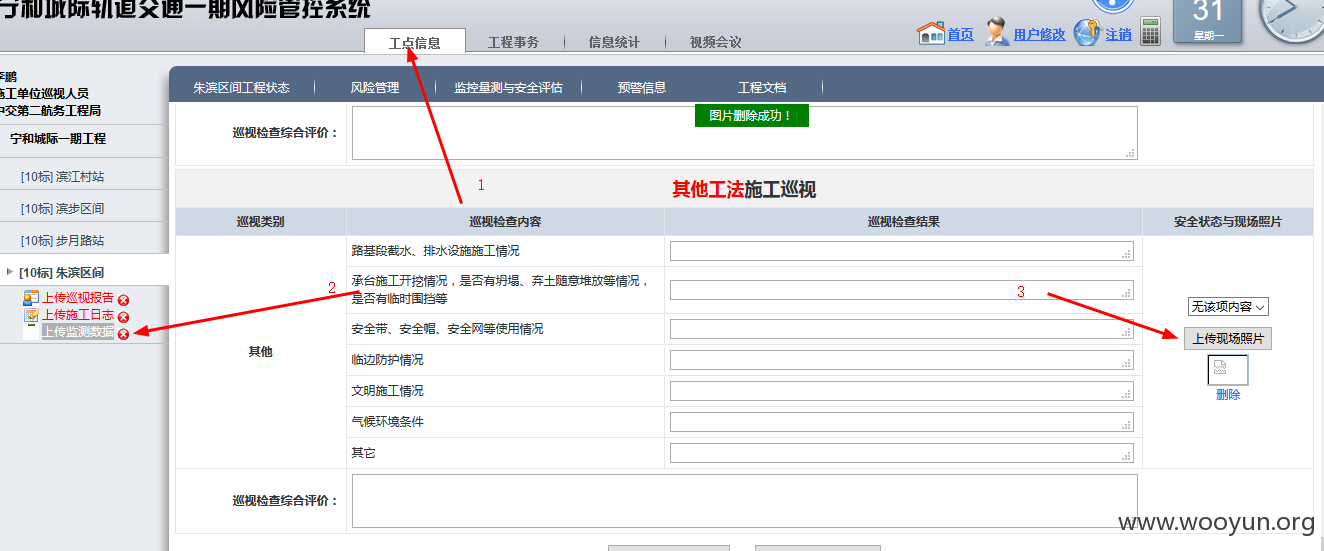 宁和城际轨道交通一期风险管控系统
工点信息
工程事务
信息统计
视频会议
首页
用户修改
注销
31
星期一
李鹏
施工单位巡视人员
中交第二航务工程局
宁和城际一期工程
[10标] 滨江村站
[10标] 滨步区间
[10标] 步月路站
[10标] 朱滨区间
上传巡视报告
上传施工日志
上传监测数据
朱滨区间工程状态
风险管理
监控量测与安全评估
预警信息
工程文档
图片删除成功！
巡视检查综合评价：
1
其他工法施工巡视
巡视类别
巡视检查内容
巡视检查结果
安全状态与现场照片
其他
路基段截水、排水设施施工情况
承台施工开挖情况，是否有坍塌、弃土随意堆放等情况，
是否有临时围挡等
安全带、安全帽、安全网等使用情况
临边防护情况
文明施工情况
气候环境条件
其它
2
3
无该项内容
上传现场照片
删除
巡视检查综合评价：
www.wooyun.org